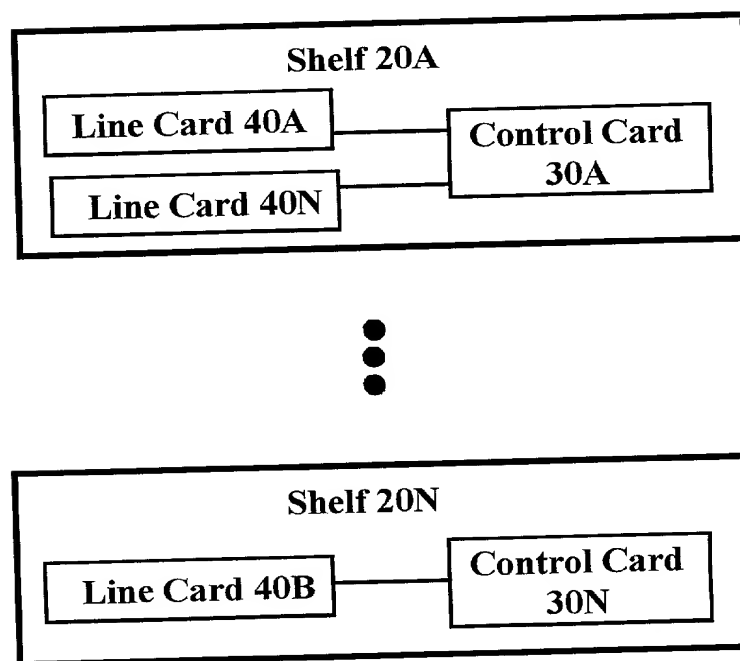 Shelf 20A
Line Card 40A
Control Card
30A
Line Card 40N
Shelf 20N
Line Card 40B
Control Card
30N